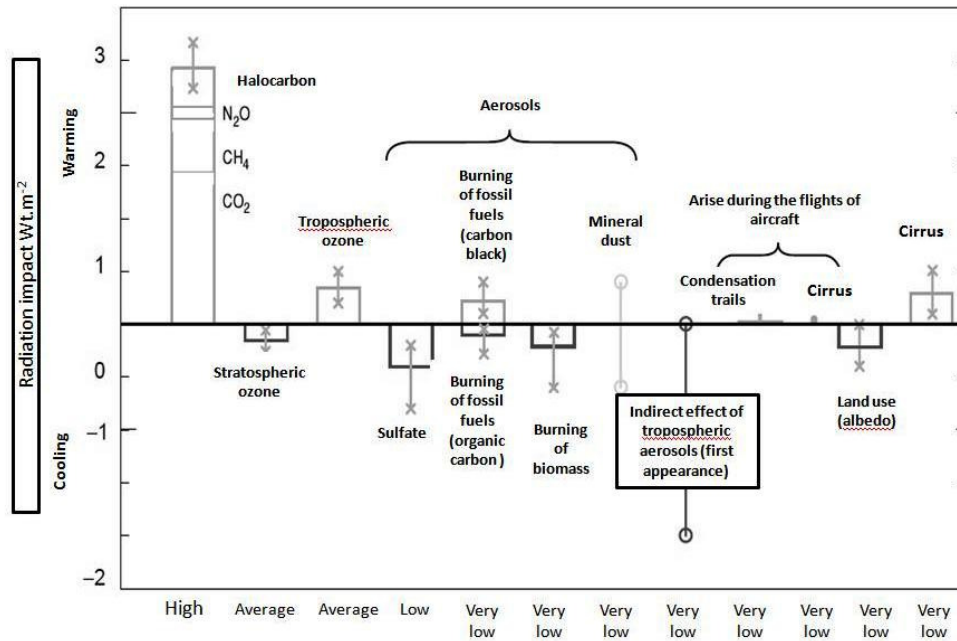 Radiation impact Wt.m-2
Warming
Cooling
3
2
1
0
−1
−2
Halocarbon
N2O
CH4
CO2
Stratospheric
ozone
Tropospheric
ozone
Aerosols
Sulfate
Burning
of fossil
fuels
(carbon
black)
Burning
of fossil
fuels
(organic
carbon )
Burning
of
biomass
Mineral
dust
Indirect effect of
tropospheric
aerosols (first
appearance)
Arise during the flights of
aircraft
Condensation
trails
Cirrus
Land use
(albedo)
Cirrus
High
Average
Average
Low
Very
low
Very
low
Very
low
Very
low
Very
low
Very
low
Very
low
Very
low